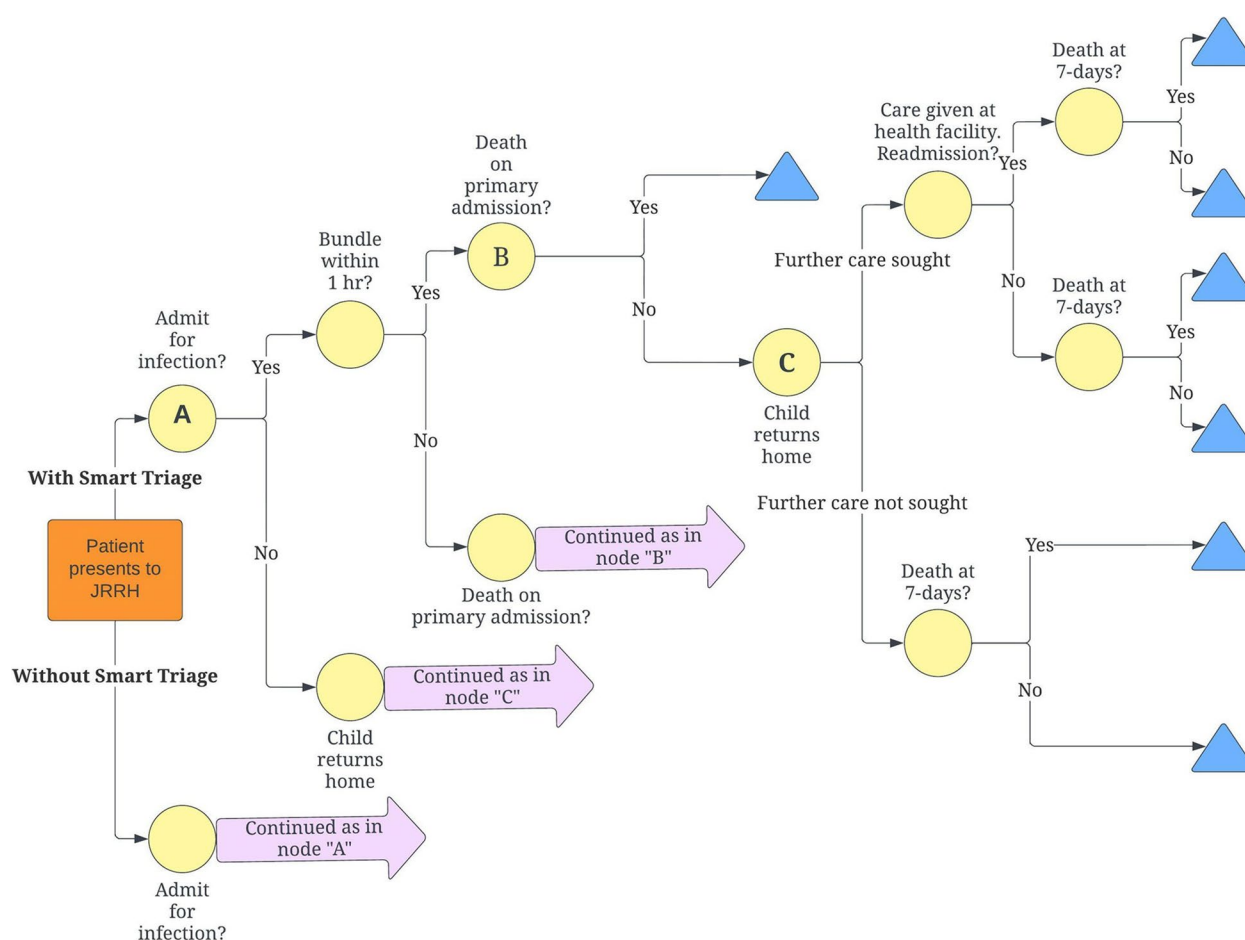 Death at
7-days?
Yes
No
Care given at
health facility.
Readmission?
Yes
No
Death at
7-days?
Yes
No
Death
on
primary
admission?
B
Yes
No
Further care sought
Bundle
within
1 hr?
Yes
No
Admit
for
infection?
A
Yes
No
C
Child
returns
home
With Smart Triage
Patient
presents to
JRRH
Without Smart Triage
Further care not sought
Death at
7-days?
Yes
No
Continued as in
node "B"
Death on
primary admission?
Continued as in
node "C"
Child
returns
home
Continued as in
node "A"
Admit
for
infection?